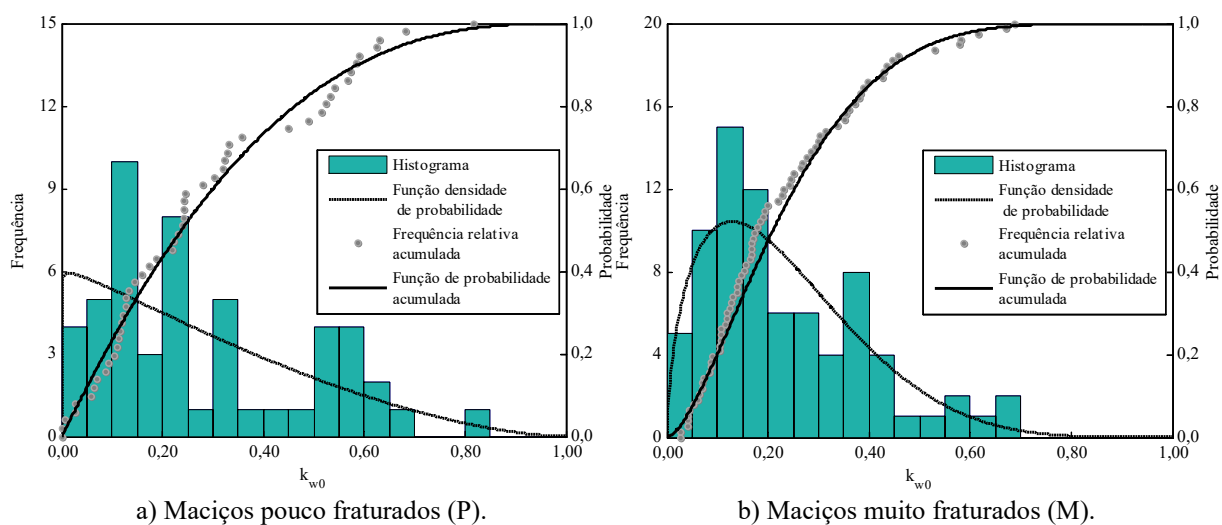 15
12
9
6
3
0
Frequência
1,0
0,8
0,6
0,4
0,2
0,0
Probabilidade
0,00
0,20
0,40
0,60
0,80
1,00
k_w0
Histograma
Função densidade
de probabilidade
Frequência relativa
acumulada
Função de probabilidade
acumulada
a) Maciços pouco fraturados (P).
20
16
12
8
4
0
Frequência
1,0
0,8
0,6
0,4
0,2
0,0
Probabilidade
0,00
0,20
0,40
0,60
0,80
1,00
k_w0
Histograma
Função densidade
de probabilidade
Frequência relativa
acumulada
Função de probabilidade
acumulada
b) Maciços muito fraturados (M).